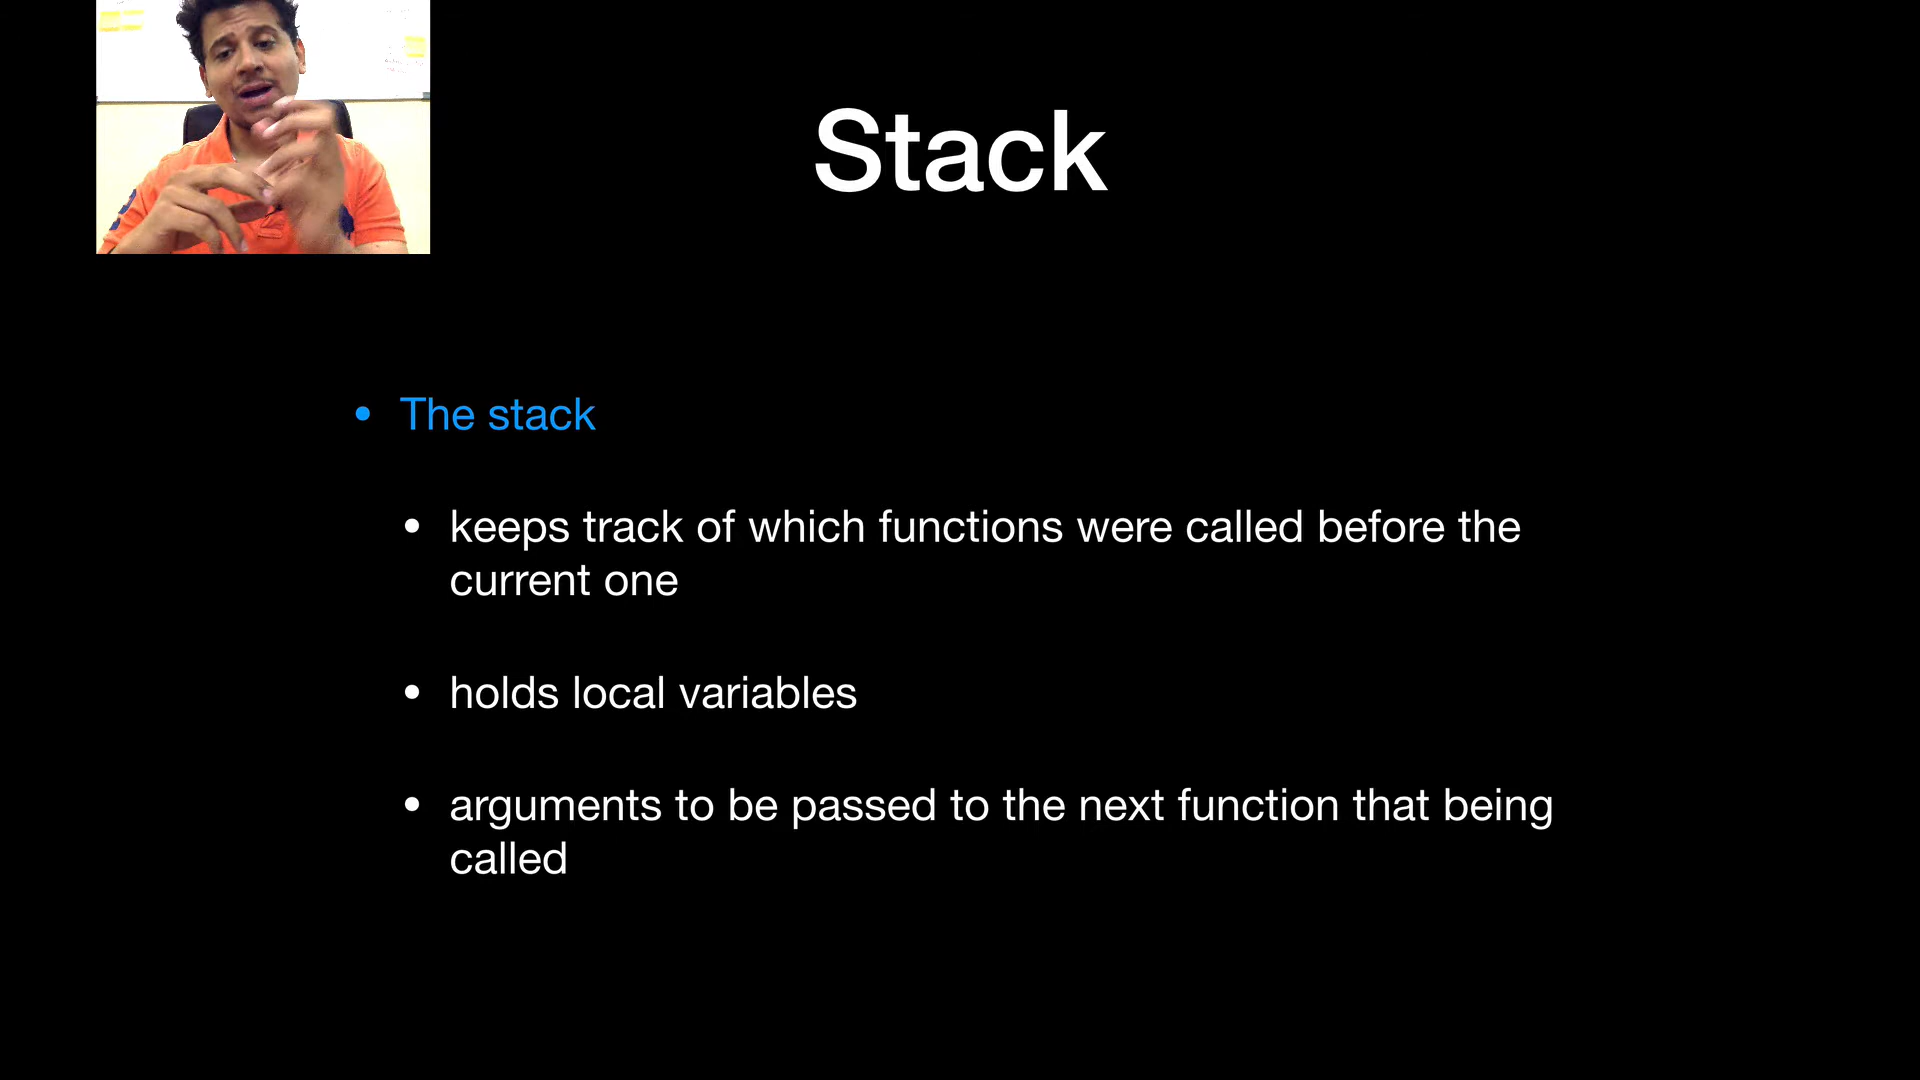 Stack
• The stack
• keeps track of which functions were called before the
current one
• holds local variables
• arguments to be passed to the next function that being
called